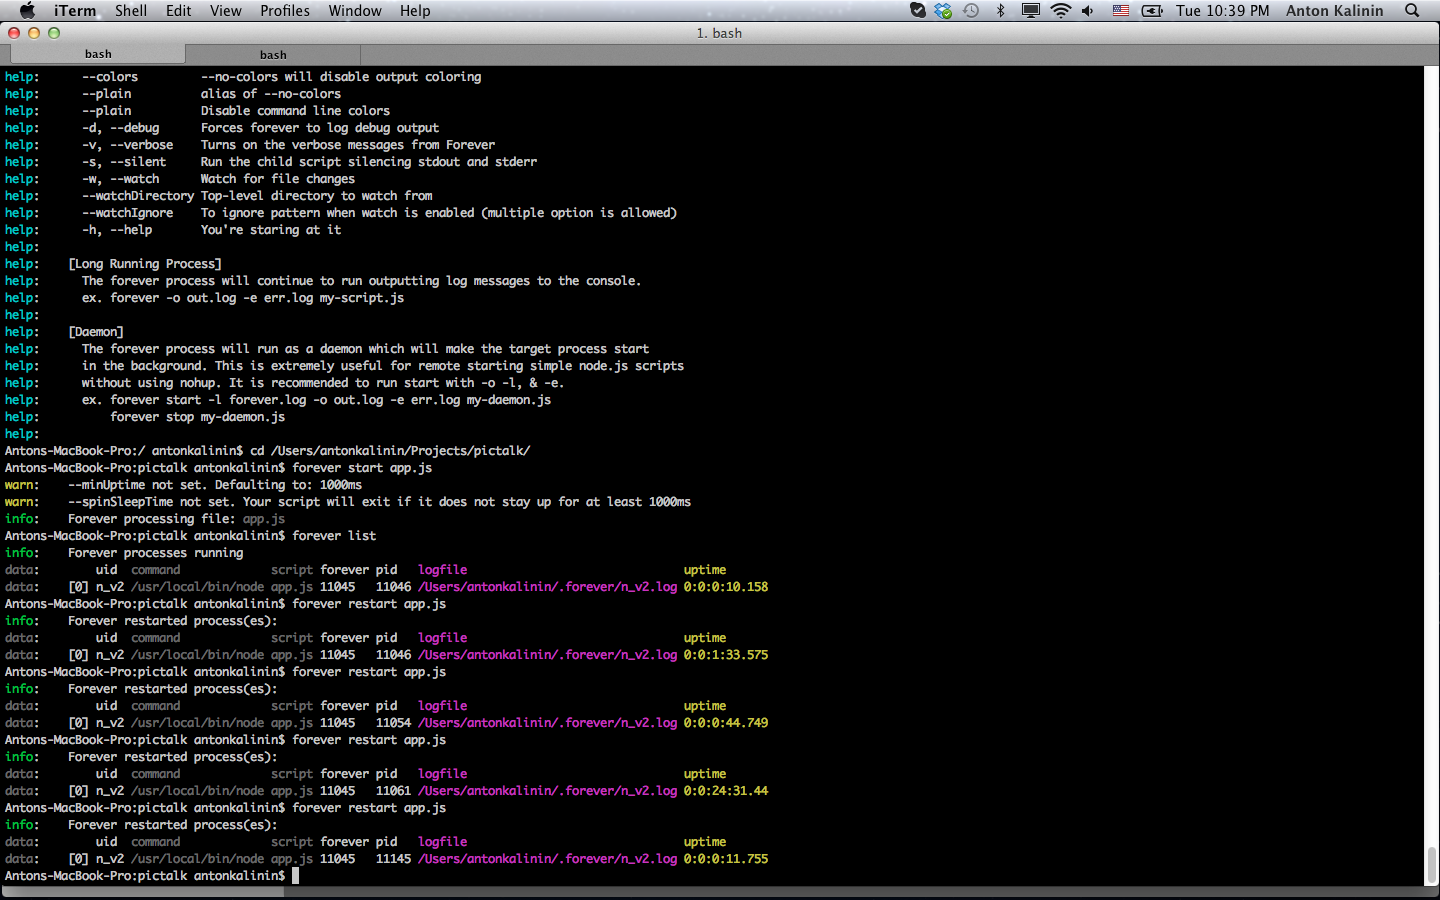 iTerm Shell Edit View Profiles Window Help Tue 10:39 PM Anton Kalinin
1. bash
bash bash
help: --colors --no-colors will disable output coloring
help: --plain alias of --no-colors
help: --plain Disable command line colors
help: -d, --debug Forces forever to log debug output
help: -v, --verbose Turns on the verbose messages from Forever
help: -s, --silent Run the child script silencing stdout and stderr
help: -w, --watch Watch for file changes
help: --watchDirectory Top-level directory to watch from
help: --watchIgnore To ignore pattern when watch is enabled (multiple option is allowed)
help: -h, --help You're staring at it
help:
help: [Long Running Process]
help: The forever process will continue to run outputting log messages to the console.
help: ex. forever -o out.log -e err.log my-script.js
help:
help: [Daemon]
help: The forever process will run as a daemon which will make the target process start
help: in the background. This is extremely useful for remote starting simple node.js scripts
help: without using nohup. It is recommended to run start with -o -l, & -e.
help: ex. forever start -l forever.log -o out.log -e err.log my-daemon.js
help: forever stop my-daemon.js
help:
Antons-MacBook-Pro:/ antonkalinin$ cd /Users/antonkalinin/Projects/pictalk/
Antons-MacBook-Pro:pictalk antonkalinin$ forever start app.js
warn: --minUptime not set. Defaulting to: 1000ms
warn: --spinSleepTime not set. Your script will exit if it does not stay up for at least 1000ms
info: Forever processing file: app.js
Antons-MacBook-Pro:pictalk antonkalinin$ forever list
info: Forever processes running
data: uid command script forever pid logfile uptime
data: [0] n_v2 /usr/local/bin/node app.js 11045 11046 /Users/antonkalinin/.forever/n_v2.log 0:0:0:10.158
Antons-MacBook-Pro:pictalk antonkalinin$ forever restart app.js
info: Forever restarted process(es):
data: uid command script forever pid logfile uptime
data: [0] n_v2 /usr/local/bin/node app.js 11045 11046 /Users/antonkalinin/.forever/n_v2.log 0:0:1:33.575
Antons-MacBook-Pro:pictalk antonkalinin$ forever restart app.js
info: Forever restarted process(es):
data: uid command script forever pid logfile uptime
data: [0] n_v2 /usr/local/bin/node app.js 11045 11054 /Users/antonkalinin/.forever/n_v2.log 0:0:0:44.749
Antons-MacBook-Pro:pictalk antonkalinin$ forever restart app.js
info: Forever restarted process(es):
data: uid command script forever pid logfile uptime
data: [0] n_v2 /usr/local/bin/node app.js 11045 11061 /Users/antonkalinin/.forever/n_v2.log 0:0:24:31.44
Antons-MacBook-Pro:pictalk antonkalinin$ forever restart app.js
info: Forever restarted process(es):
data: uid command script forever pid logfile uptime
data: [0] n_v2 /usr/local/bin/node app.js 11045 11145 /Users/antonkalinin/.forever/n_v2.log 0:0:0:11.755
Antons-MacBook-Pro:pictalk antonkalinin$